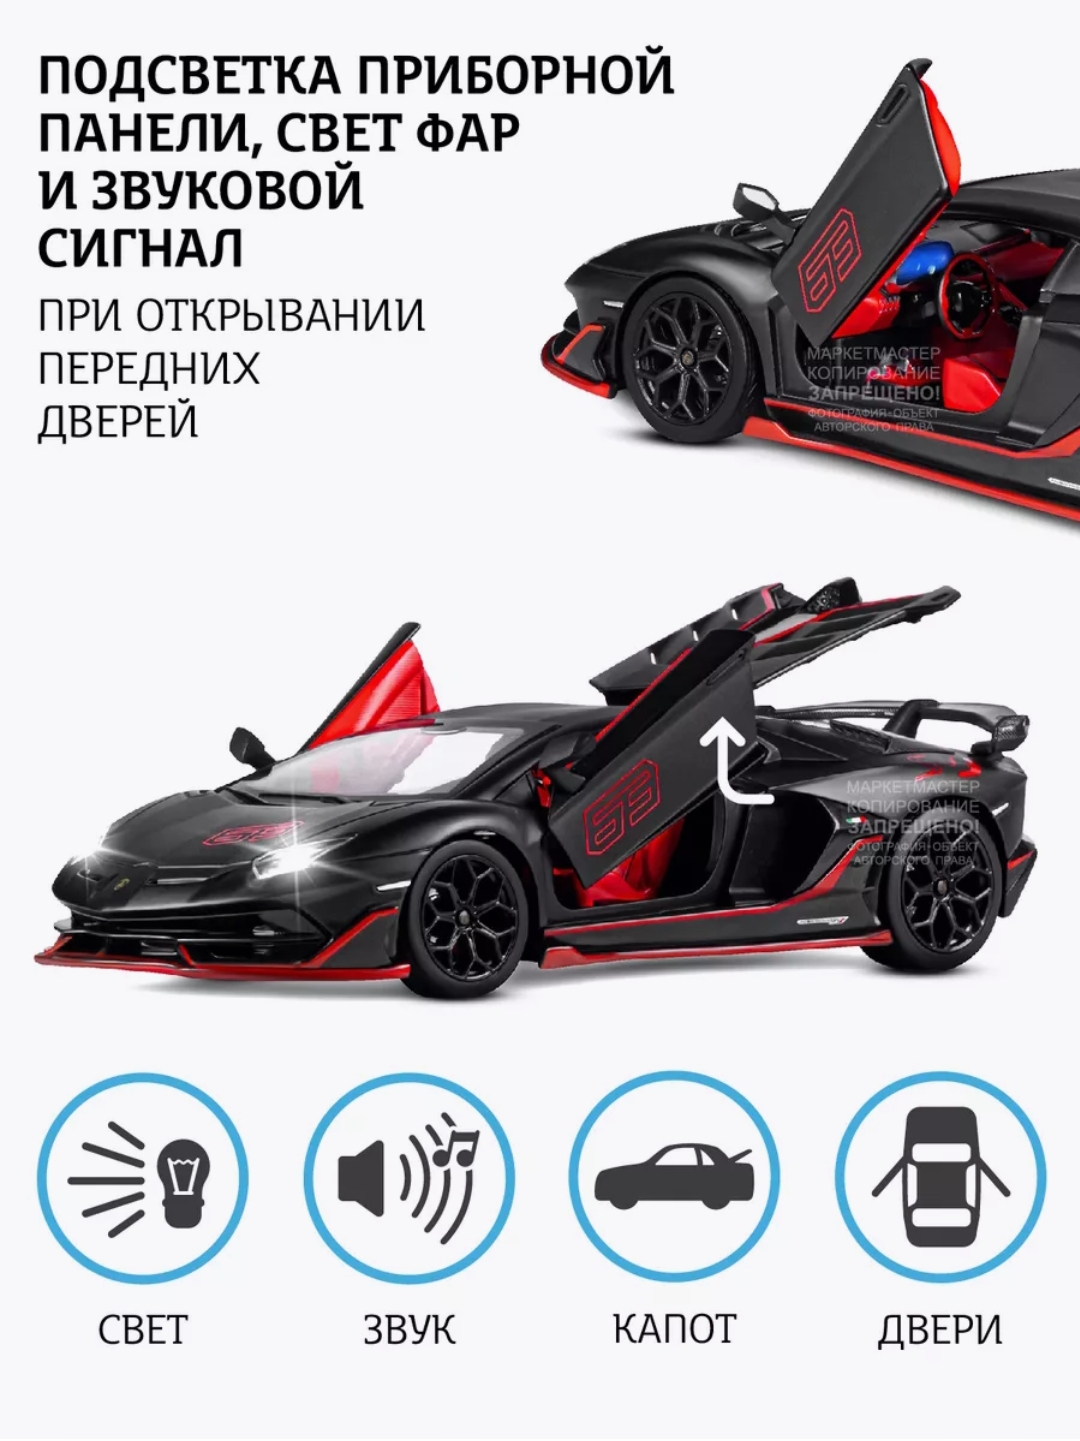 ПОДСВЕТКА ПРИБОРНОЙ
ПАНЕЛИ, СВЕТ ФАР
И ЗВУКОВОЙ
СИГНАЛ
ПРИ ОТКРЫВАНИИ
ПЕРЕДНИХ
ДВЕРЕЙ
63
МАРКЕТМАСТЕР
КОПИРОВАНИЕ
ЗАПРЕЩЕНО!
ФОТОГРАФИЯ-ОБЪЕКТ
АВТОРСКОГО ПРАВА
63
63
МАРКЕТМАСТЕР
КОПИРОВАНИЕ
ЗАПРЕЩЕНО!
ФОТОГРАФИЯ-ОБЪЕКТ
АВТОРСКОГО ПРАВА
СВЕТ
ЗВУК
КАПОТ
ДВЕРИ